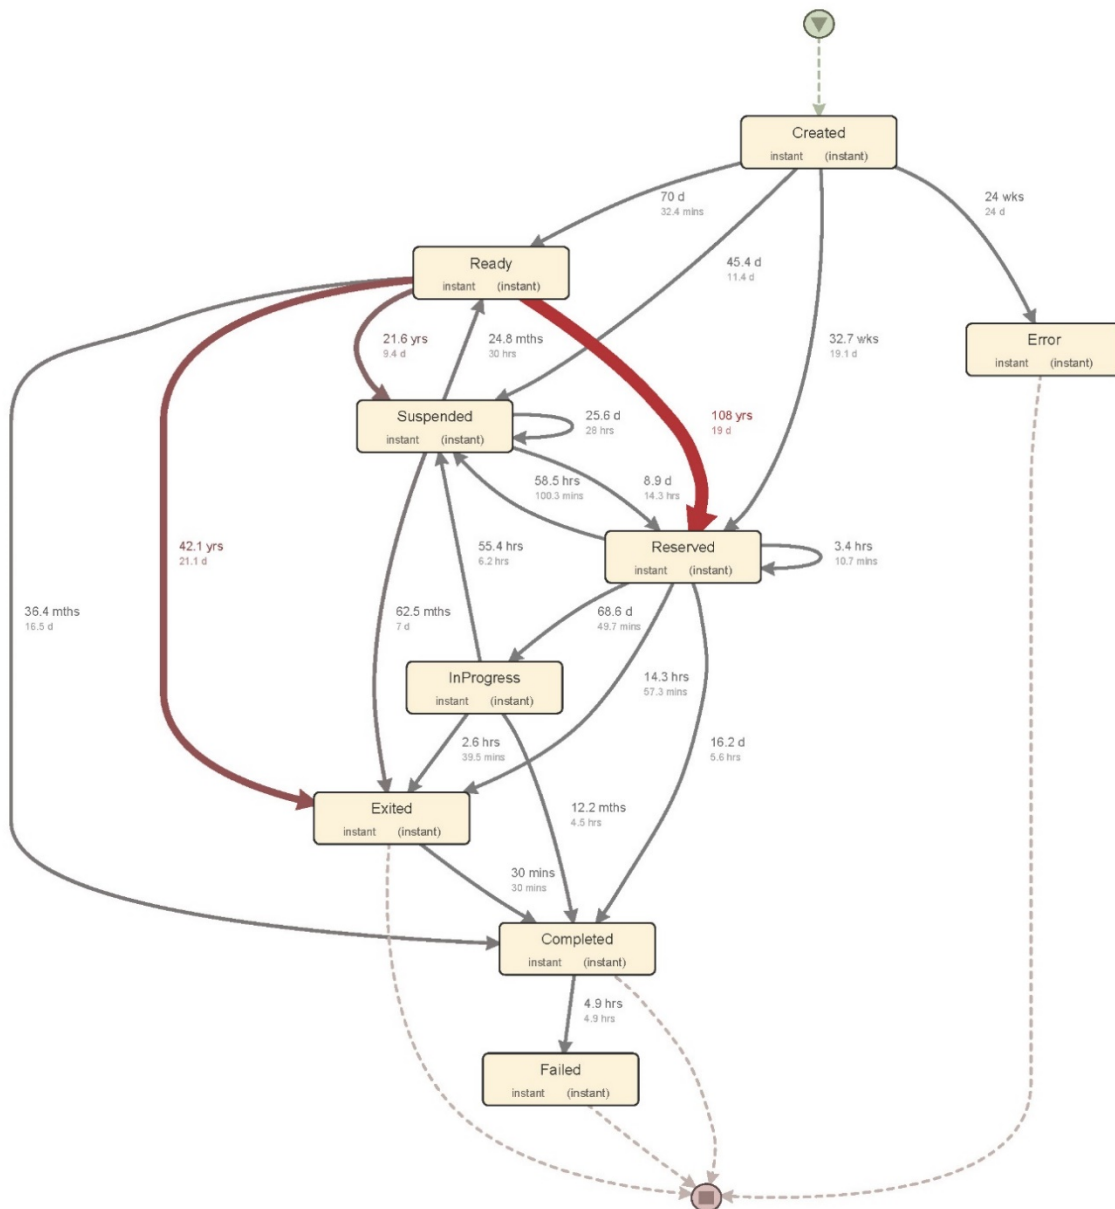 Created
instant (instant)
70 d
32.4 mins
24 wks
24 d
45.4 d
11.4 d
Ready
instant (instant)
21.6 yrs
9.4 d
24.8 mths
30 hrs
32.7 wks
19.1 d
Error
instant (instant)
Suspended
instant (instant)
25.6 d
28 hrs
108 yrs
19 d
58.5 hrs
100.3 mins
8.9 d
14.3 hrs
42.1 yrs
21.1 d
55.4 hrs
6.2 hrs
Reserved
instant (instant)
3.4 hrs
10.7 mins
36.4 mths
16.5 d
62.5 mths
7 d
68.6 d
49.7 mins
InProgress
instant (instant)
14.3 hrs
57.3 mins
2.6 hrs
39.5 mins
16.2 d
5.6 hrs
Exited
instant (instant)
12.2 mths
4.5 hrs
30 mins
30 mins
Completed
instant (instant)
4.9 hrs
4.9 hrs
Failed
instant (instant)